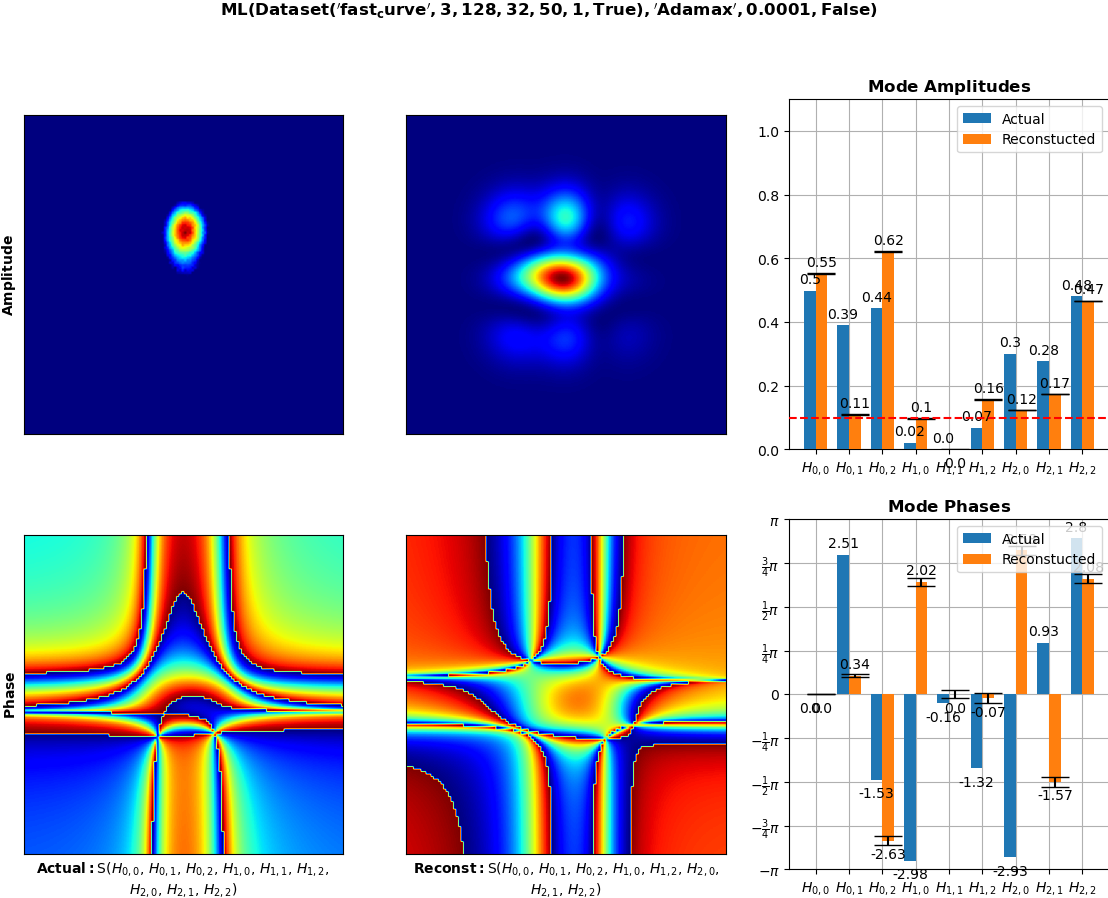 ML(Dataset('fast_curve', 3, 128, 32, 50, 1, True), 'Adamax', 0.0001, False)
Amplitude
Mode Amplitudes
Actual
Reconstucted
1.0
0.8
0.6
0.4
0.2
0.0
0.5
0.55
0.39
0.11
0.44
0.62
0.02
0.1
0.0
0.0
0.07
0.16
0.3
0.12
0.28
0.17
0.48
0.47
H0,0 H0,1 H0,2 H1,0 H1,1 H1,2 H2,0 H2,1 H2,2
Phase
Mode Phases
Actual
Reconstucted
π
3/4π
1/2π
1/4π
0
−1/4π
−1/2π
−3/4π
−π
0.0
0.0
2.51
0.34
-1.53
-2.63
-2.98
2.02
-0.16
0.0
-1.32
-0.07
-2.93
0.93
-1.57
2.8
H0,0 H0,1 H0,2 H1,0 H1,1 H1,2 H2,0 H2,1 H2,2
Actual: S(H0,0, H0,1, H0,2, H1,0, H1,1, H1,2,
H2,0, H2,1, H2,2)
Reconst: S(H0,0, H0,1, H0,2, H1,0, H1,2, H2,0,
H2,1, H2,2)